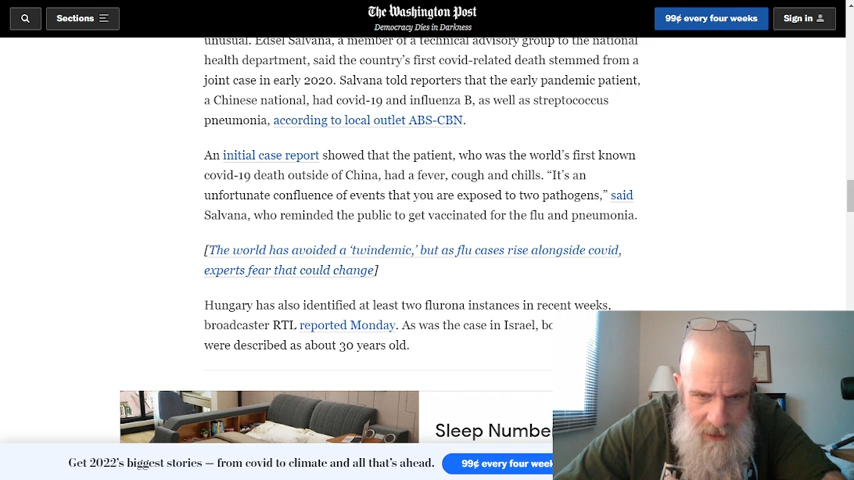 The Washington Post
Democracy Dies in Darkness
Sections
99¢ every four weeks
Sign in
unusual. Edsel Salvana, a member of a technical advisory group to the national
health department, said the country's first covid-related death stemmed from a
joint case in early 2020. Salvana told reporters that the early pandemic patient,
a Chinese national, had covid-19 and influenza B, as well as streptococcus
pneumonia, according to local outlet ABS-CBN.
An initial case report showed that the patient, who was the world's first known
covid-19 death outside of China, had a fever, cough and chills. “It's an
unfortunate confluence of events that you are exposed to two pathogens,” said
Salvana, who reminded the public to get vaccinated for the flu and pneumonia.
[The world has avoided a ‘twindemic,’ but as flu cases rise alongside covid,
experts fear that could change]
Hungary has also identified at least two flurona instances in recent weeks,
broadcaster RTL reported Monday. As was the case in Israel,
were described as about 30 years old.
Sleep Numbe
Get 2022's biggest stories — from covid to climate and all that's ahead.
99¢ every four week